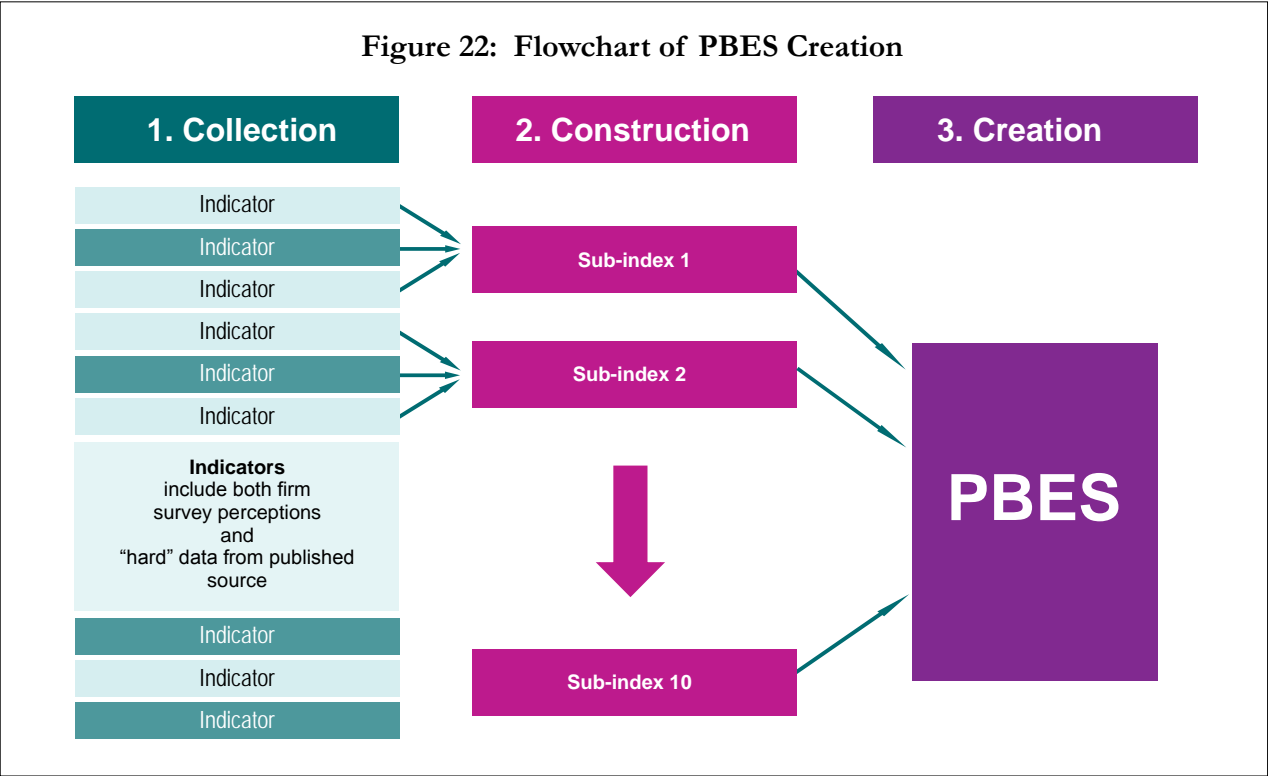 Figure 22: Flowchart of PBES Creation
1. Collection
2. Construction
3. Creation
Indicator
Indicator
Indicator
Indicator
Indicator
Indicator
Indicators
include both firm
survey perceptions
and
“hard” data from published
source
Indicator
Indicator
Indicator
Sub-index 1
Sub-index 2
Sub-index 10
PBES